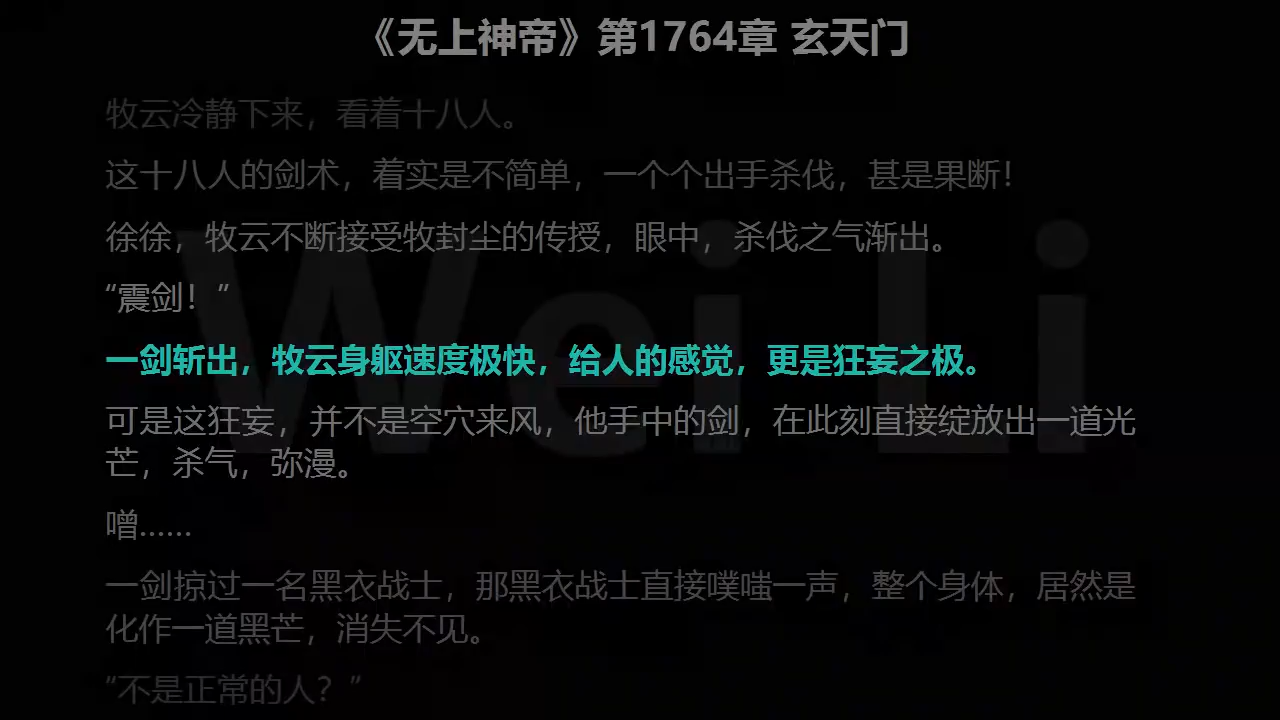 《无上神帝》第1764章 玄天门
牧云冷静下来，看着十八人。
这十八人的剑术，着实是不简单，一个个出手杀伐，甚是果断！
徐徐，牧云不断接受牧封尘的传授，眼中，杀伐之气渐出。
“震剑！”
一剑斩出，牧云身躯速度极快，给人的感觉，更是狂妄之极。
可是这狂妄，并不是空穴来风，他手中的剑，在此刻直接绽放出一道光
芒，杀气，弥漫。
噌……
一剑掠过一名黑衣战士，那黑衣战士直接噗嗤一声，整个身体，居然是
化作一道黑芒，消失不见。
“不是正常的人？”
Wei Li